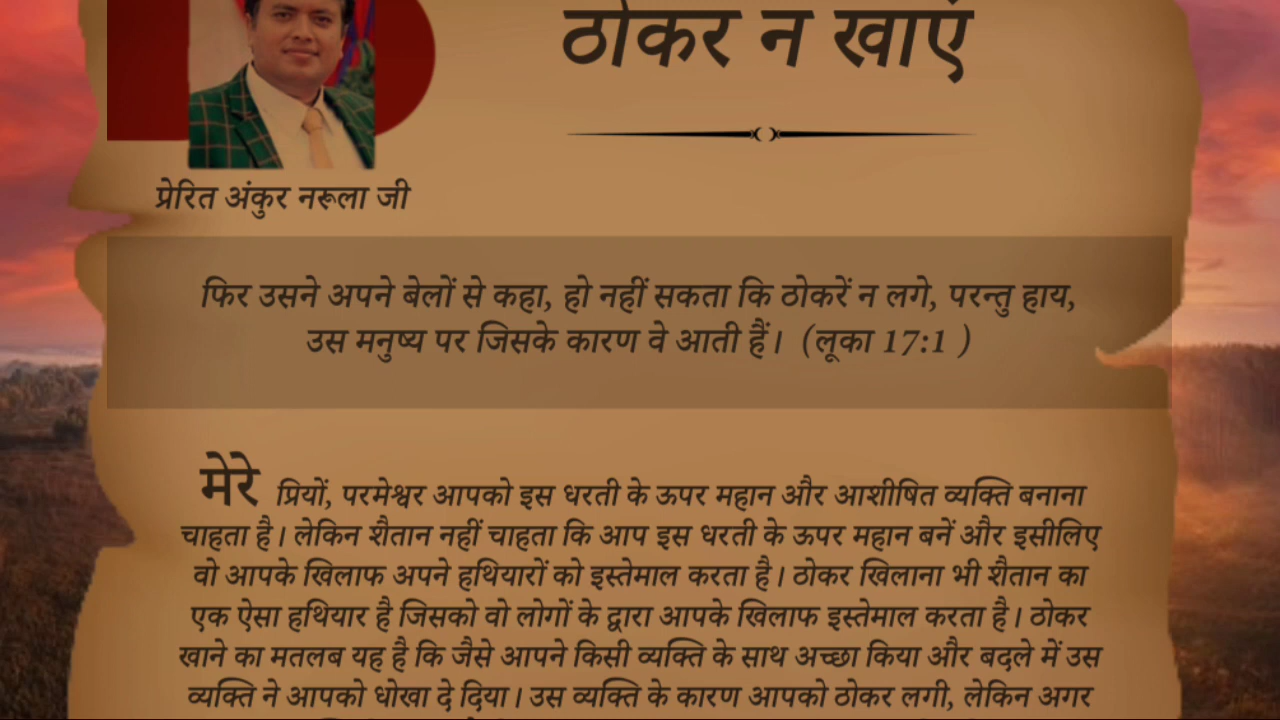 ठोकर न खाएं
प्रेरित अंकुर नरूला जी
फिर उसने अपने बेलों से कहा, हो नहीं सकता कि ठोकरें न लगे, परन्तु हाय,
उस मनुष्य पर जिसके कारण वे आती हैं। (लूका 17:1 )
मेरे प्रियों, परमेश्वर आपको इस धरती के ऊपर महान और आशीषित व्यक्ति बनाना
चाहता है। लेकिन शैतान नहीं चाहता कि आप इस धरती के ऊपर महान बनें और इसीलिए
वो आपके खिलाफ अपने हथियारों को इस्तेमाल करता है। ठोकर खिलाना भी शैतान का
एक ऐसा हथियार है जिसको वो लोगों के द्वारा आपके खिलाफ इस्तेमाल करता है। ठोकर
खाने का मतलब यह है कि जैसे आपने किसी व्यक्ति के साथ अच्छा किया और बदले में उस
व्यक्ति ने आपको धोखा दे दिया। उस व्यक्ति के कारण आपको ठोकर लगी, लेकिन अगर